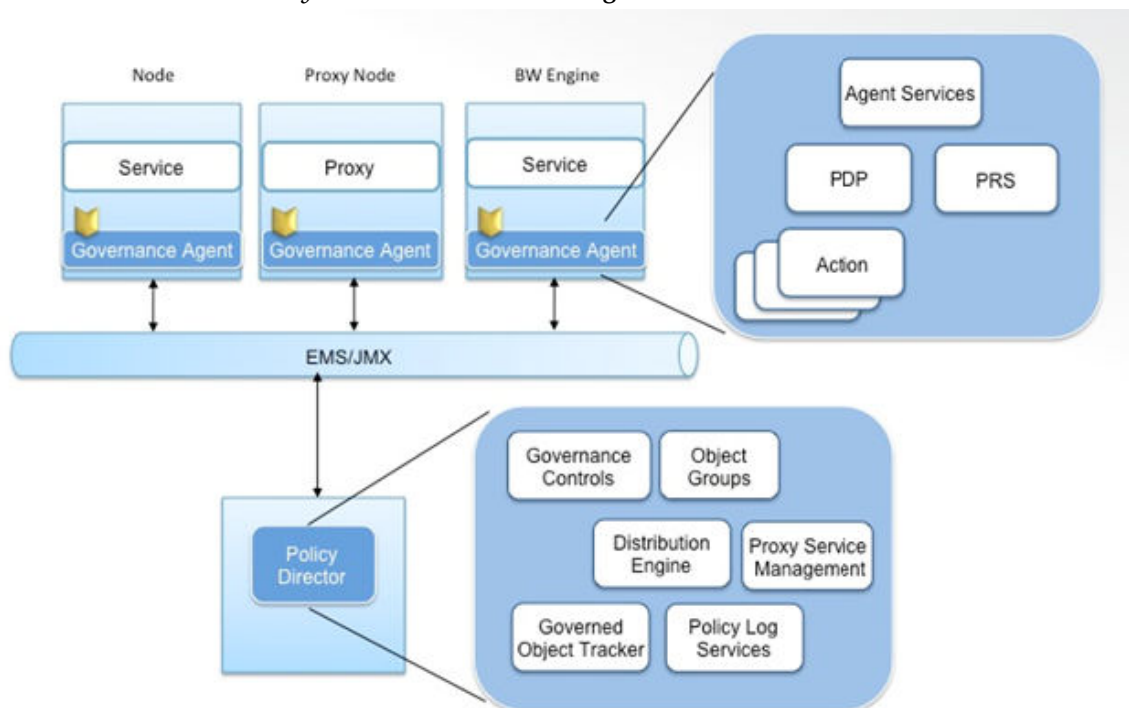 Node
Proxy Node
BW Engine
Service
Proxy
Service
Governance Agent
Governance Agent
Governance Agent
Agent Services
PDP
PRS
Action
EMS/JMX
Policy
Director
Governance
Controls
Object
Groups
Distribution
Engine
Proxy Service
Management
Governed
Object Tracker
Policy Log
Services